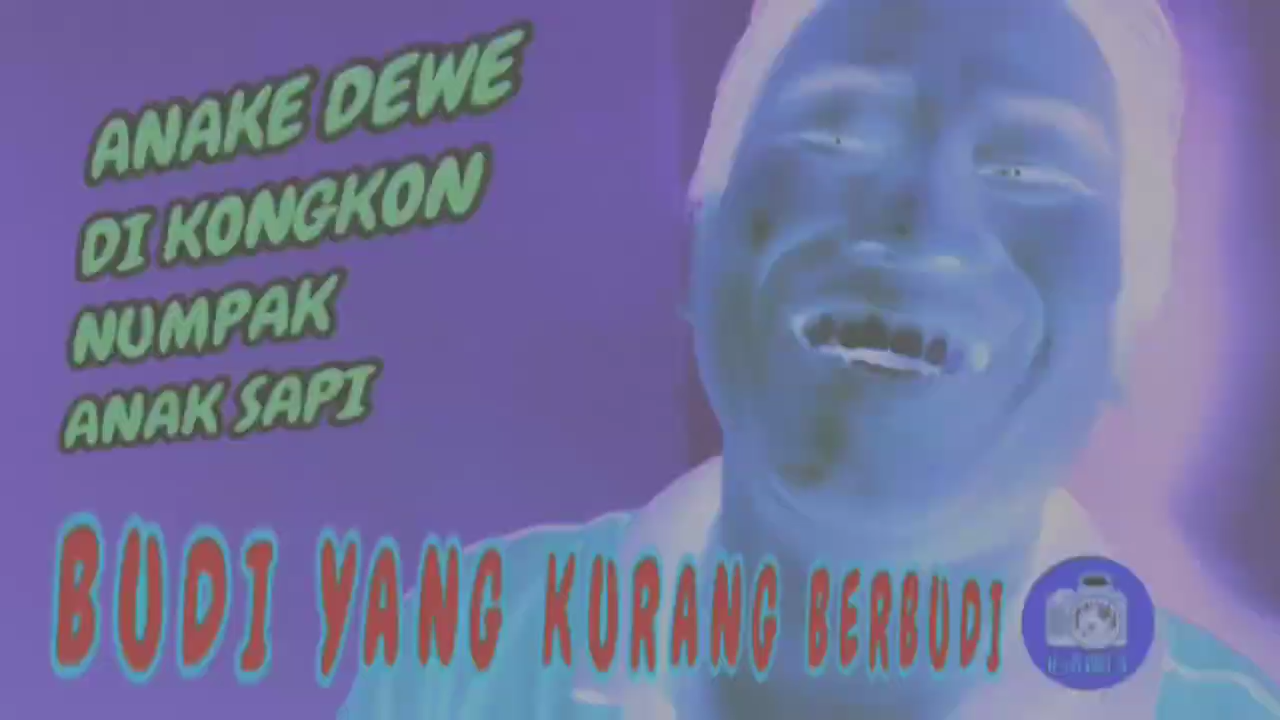 ANAKE DEWE
DI KONGKON
NUMPAK
ANAK SAPI
BUDI YANG KURANG BERBUDI